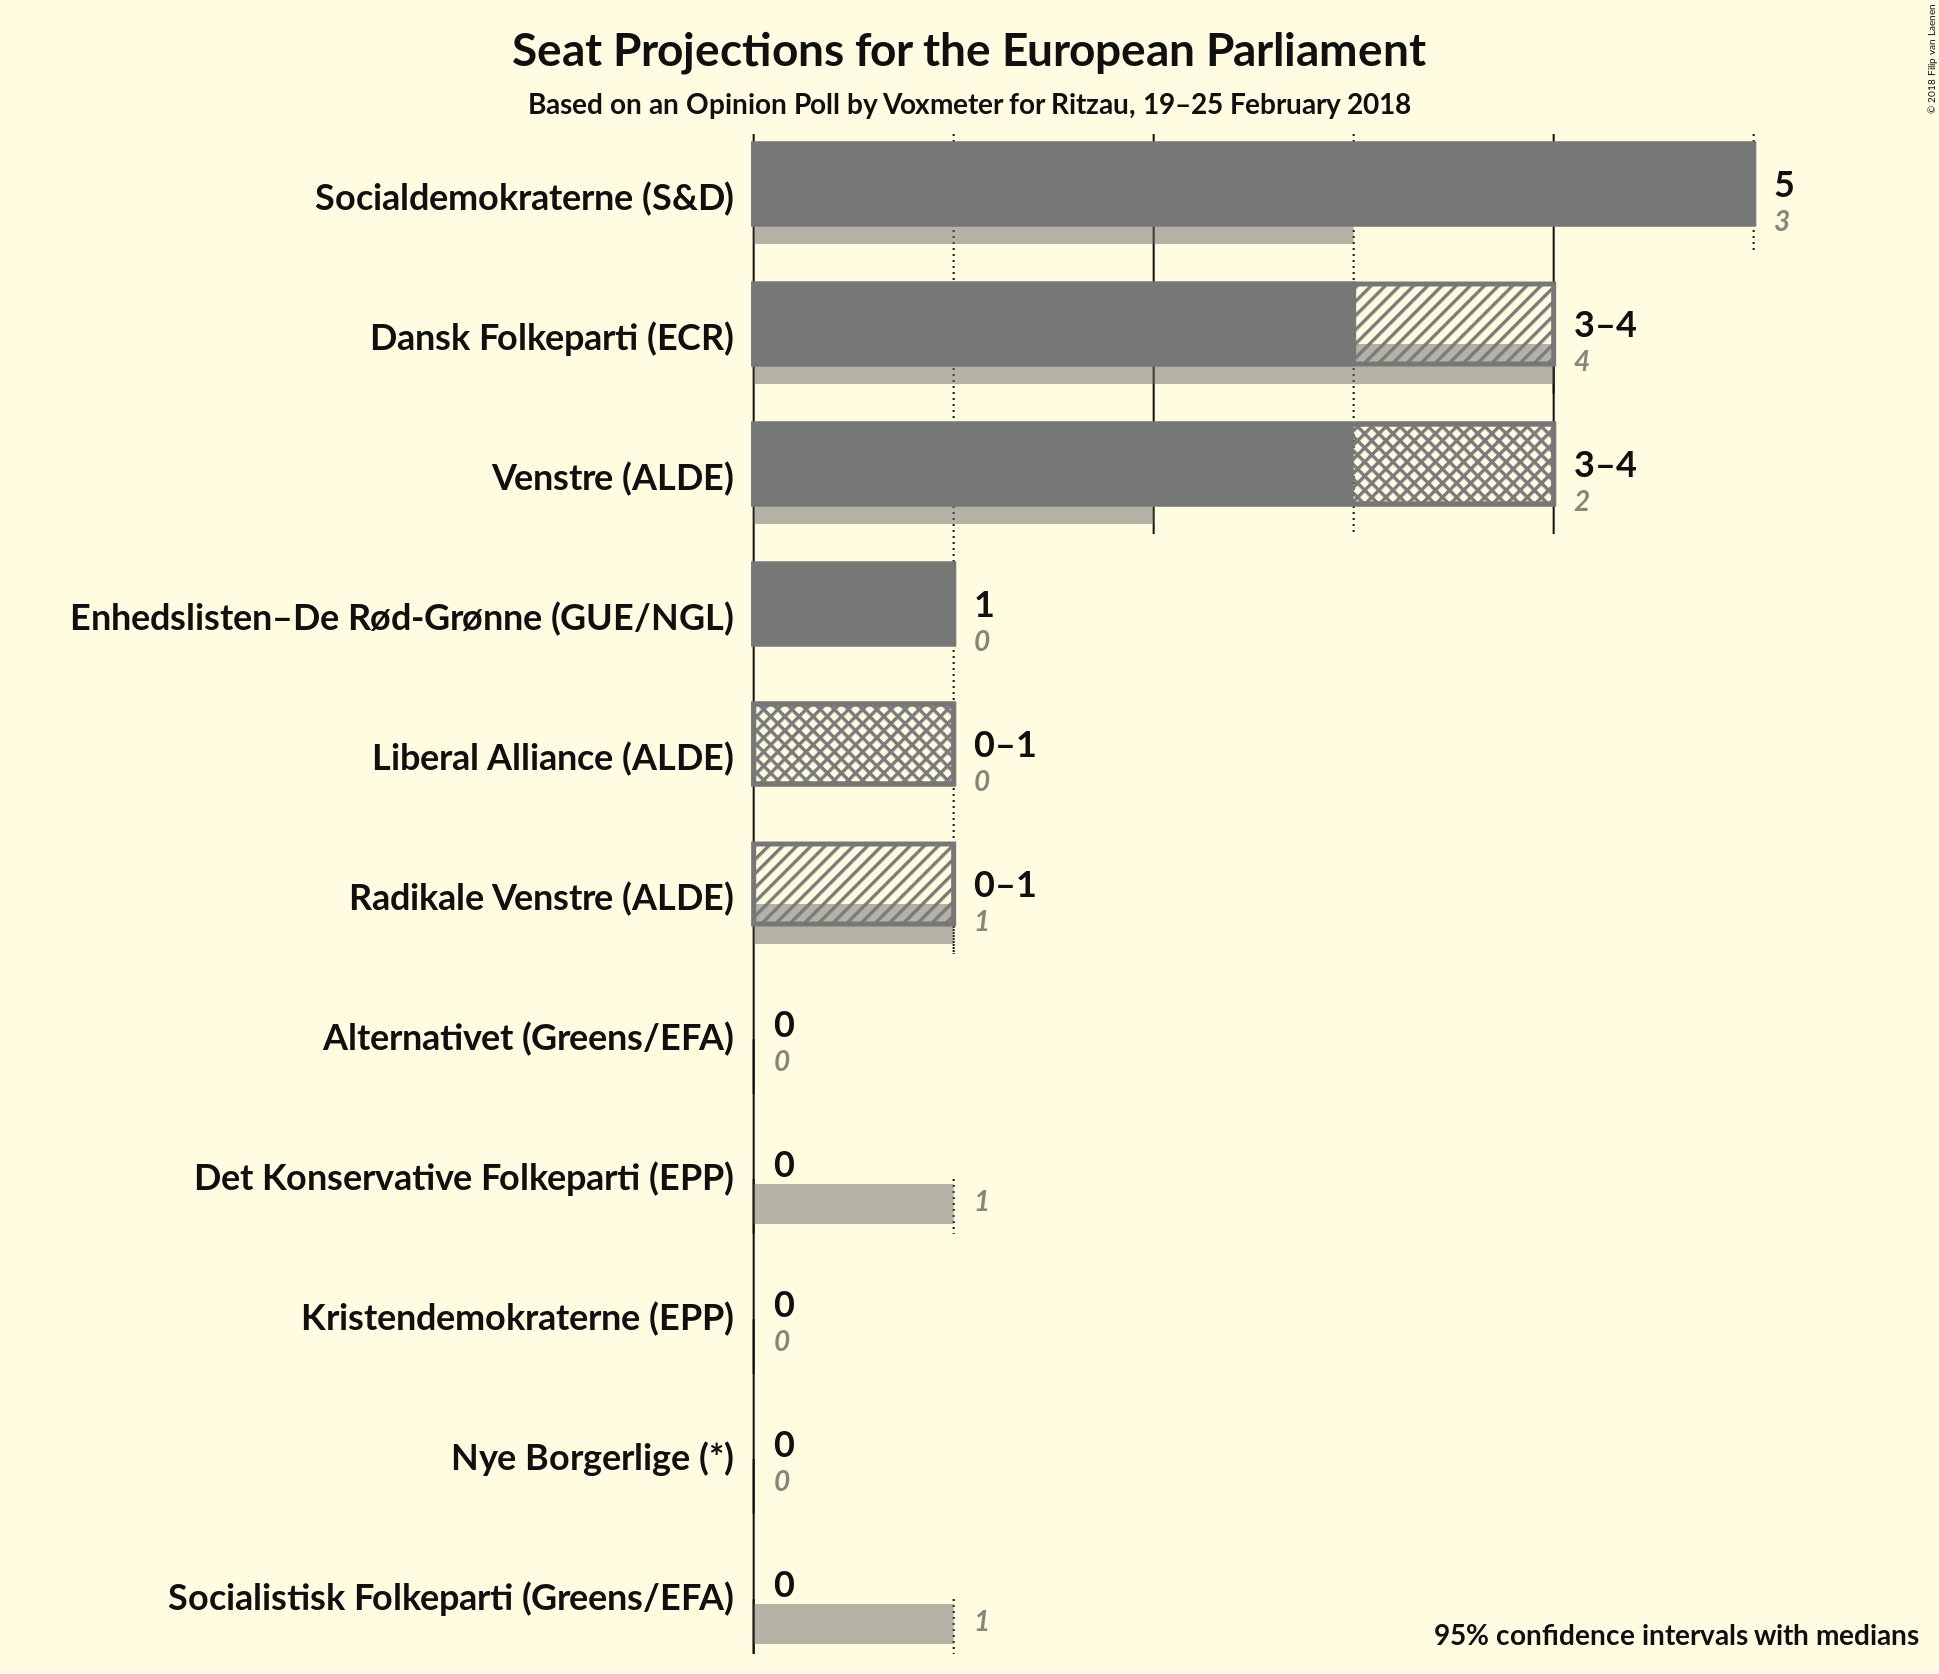 Seat Projections for the European Parliament
Based on an Opinion Poll by Voxmeter for Ritzau, 19–25 February 2018
© 2018 Filip van Laenen
Socialdemokraterne (S&D)
5
3
Dansk Folkeparti (ECR)
3–4
4
Venstre (ALDE)
3–4
2
Enhedslisten–De Rød-Grønne (GUE/NGL)
1
0
Liberal Alliance (ALDE)
0–1
0
Radikale Venstre (ALDE)
0–1
1
Alternativet (Greens/EFA)
0
0
Det Konservative Folkeparti (EPP)
0
1
Kristendemokraterne (EPP)
0
0
Nye Borgerlige (*)
0
0
Socialistisk Folkeparti (Greens/EFA)
0
1
95% confidence intervals with medians